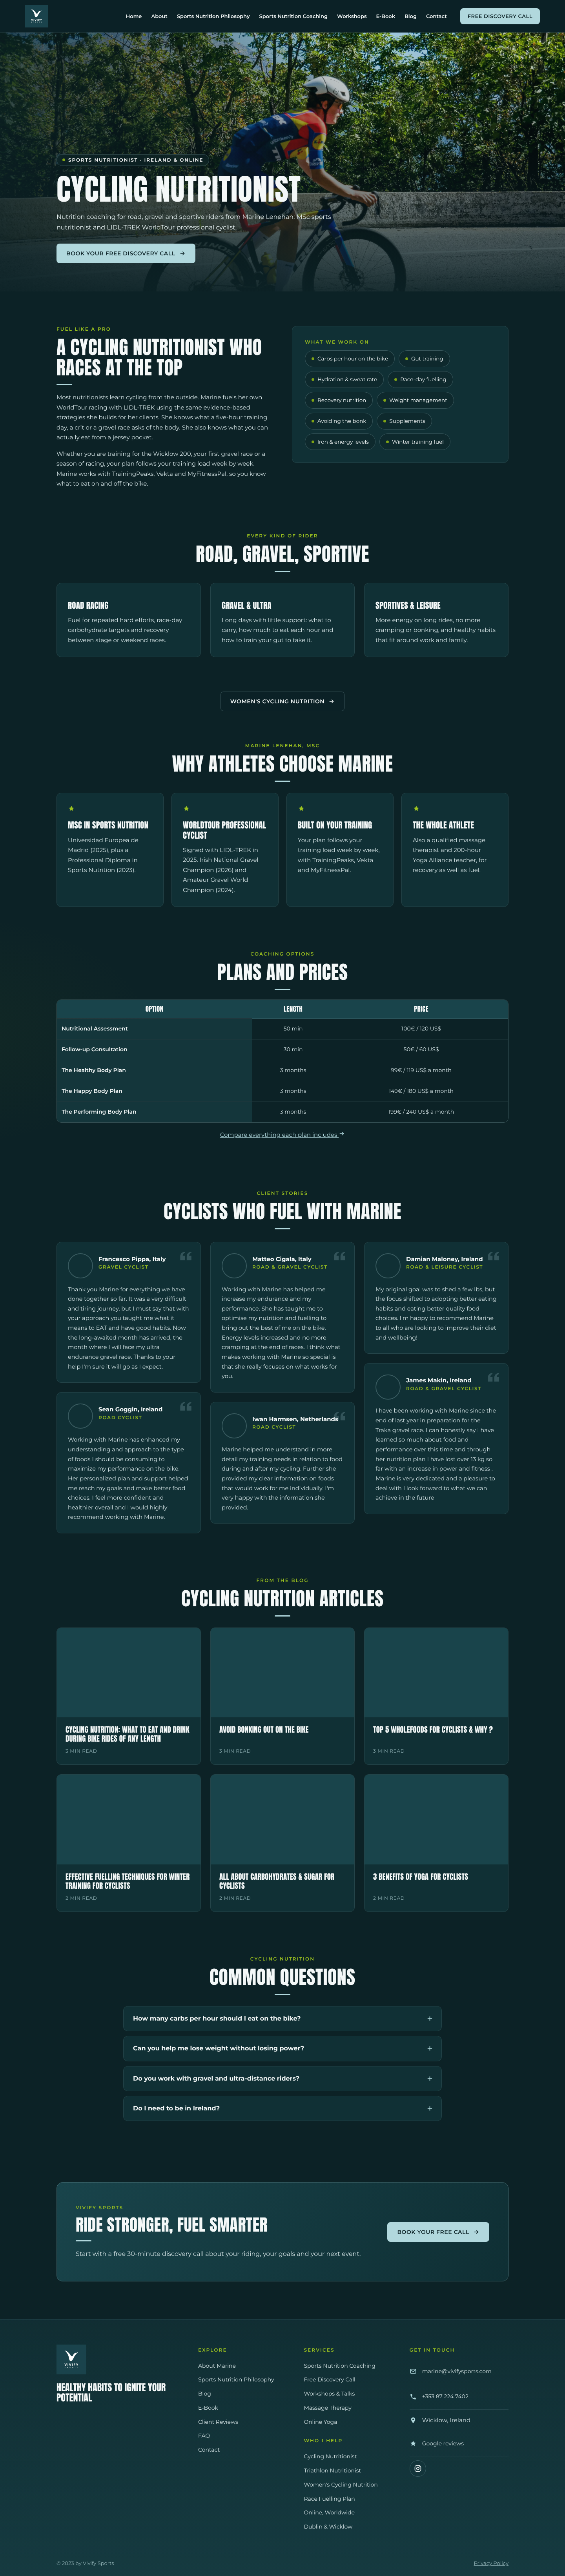 VIVIFY
Home About Sports Nutrition Philosophy Sports Nutrition Coaching Workshops E-Book Blog Contact FREE DISCOVERY CALL
SPORTS NUTRITIONIST · IRELAND & ONLINE
CYCLING NUTRITIONIST
Nutrition coaching for road, gravel and sportive riders from Marine Lenehan: MSc sports
nutritionist and LIDL-TREK WorldTour professional cyclist.
BOOK YOUR FREE DISCOVERY CALL
FUEL LIKE A PRO
A CYCLING NUTRITIONIST WHO
RACES AT THE TOP
Most nutritionists learn cycling from the outside. Marine fuels her own
WorldTour racing with LIDL-TREK using the same evidence-based
strategies she builds for her clients. She knows what a five-hour training
day, a crit or a gravel race asks of the body. She also knows what you can
actually eat from a jersey pocket.
Whether you are training for the Wicklow 200, your first gravel race or a
season of racing, your plan follows your training load week by week.
Marine works with TrainingPeaks, Vekta and MyFitnessPal, so you know
what to eat on and off the bike.
WHAT WE WORK ON
Carbs per hour on the bike
Gut training
Hydration & sweat rate
Race-day fuelling
Recovery nutrition
Weight management
Avoiding the bonk
Supplements
Iron & energy levels
Winter training fuel
EVERY KIND OF RIDER
ROAD, GRAVEL, SPORTIVE
ROAD RACING
Fuel for repeated hard efforts, race-day
carbohydrate targets and recovery
between stage or weekend races.
GRAVEL & ULTRA
Long days with little support: what to
carry, how much to eat each hour and
how to train your gut to take it.
SPORTIVES & LEISURE
More energy on long rides, no more
cramping or bonking, and healthy habits
that fit around work and family.
WOMEN'S CYCLING NUTRITION
MARINE LENEHAN, MSC
WHY ATHLETES CHOOSE MARINE
MSC IN SPORTS NUTRITION
Universidad Europea de
Madrid (2025), plus a
Professional Diploma in
Sports Nutrition (2023).
WORLDTOUR PROFESSIONAL
CYCLIST
Signed with LIDL-TREK in
2025. Irish National Gravel
Champion (2026) and
Amateur Gravel World
Champion (2024).
BUILT ON YOUR TRAINING
Your plan follows your
training load week by week,
with TrainingPeaks, Vekta
and MyFitnessPal.
THE WHOLE ATHLETE
Also a qualified massage
therapist and 200-hour
Yoga Alliance teacher, for
recovery as well as fuel.
COACHING OPTIONS
PLANS AND PRICES
OPTION LENGTH PRICE
Nutritional Assessment 50 min 100€ / 120 US$
Follow-up Consultation 30 min 50€ / 60 US$
The Healthy Body Plan 3 months 99€ / 119 US$ a month
The Happy Body Plan 3 months 149€ / 180 US$ a month
The Performing Body Plan 3 months 199€ / 240 US$ a month
Compare everything each plan includes
CLIENT STORIES
CYCLISTS WHO FUEL WITH MARINE
Francesco Pippa, Italy
GRAVEL CYCLIST
Thank you Marine for everything we have
done together so far. It was a very difficult
and tiring journey, but I must say that with
your approach you taught me what it
means to EAT and have good habits. Now
the long-awaited month has arrived, the
month where I will face my ultra
endurance gravel race. Thanks to your
help I'm sure it will go as I expect.
Sean Goggin, Ireland
ROAD CYCLIST
Working with Marine has enhanced my
understanding and approach to the type
of foods I should be consuming to
maximize my performance on the bike.
Her personalized plan and support helped
me reach my goals and make better food
choices. I feel more confident and
healthier overall and I would highly
recommend working with Marine.
Matteo Cigala, Italy
ROAD & GRAVEL CYCLIST
Working with Marine has helped me
increase my endurance and my
performance. She has taught me to
optimise my nutrition and fuelling to
bring out the best of me on the bike.
Energy levels increased and no more
cramping at the end of races. I think what
makes working with Marine so special is
that she really focuses on what works for
you.
Iwan Harmsen, Netherlands
ROAD CYCLIST
Marine helped me understand in more
detail my training needs in relation to food
during and after my cycling. Further she
provided my clear information on foods
that would work for me individually. I'm
very happy with the information she
provided.
Damian Maloney, Ireland
ROAD & LEISURE CYCLIST
My original goal was to shed a few lbs, but
the focus shifted to adopting better eating
habits and eating better quality food
choices. I'm happy to recommend Marine
to all who are looking to improve their diet
and wellbeing!
James Makin, Ireland
ROAD & GRAVEL CYCLIST
I have been working with Marine since the
end of last year in preparation for the
Traka gravel race. I can honestly say I have
learned so much about food and
performance over this time and through
her nutrition plan I have lost over 13 kg so
far with an increase in power and fitness .
Marine is very dedicated and a pleasure to
deal with I look forward to what we can
achieve in the future
FROM THE BLOG
CYCLING NUTRITION ARTICLES
CYCLING NUTRITION: WHAT TO EAT AND DRINK
DURING BIKE RIDES OF ANY LENGTH
5 MIN READ
AVOID BONKING OUT ON THE BIKE
3 MIN READ
TOP 5 WHOLEFOODS FOR CYCLISTS & WHY ?
3 MIN READ
EFFECTIVE FUELLING TECHNIQUES FOR WINTER
TRAINING FOR CYCLISTS
2 MIN READ
ALL ABOUT CARBOHYDRATES & SUGAR FOR
CYCLISTS
2 MIN READ
3 BENEFITS OF YOGA FOR CYCLISTS
2 MIN READ
CYCLING NUTRITION
COMMON QUESTIONS
How many carbs per hour should I eat on the bike?
Can you help me lose weight without losing power?
Do you work with gravel and ultra-distance riders?
Do I need to be in Ireland?
VIVIFY SPORTS
RIDE STRONGER, FUEL SMARTER
Start with a free 30-minute discovery call about your riding, your goals and your next event.
BOOK YOUR FREE CALL
VIVIFY
SPORTS
HEALTHY HABITS TO IGNITE YOUR
POTENTIAL
EXPLORE
About Marine
Sports Nutrition Philosophy
Blog
E-Book
Client Reviews
FAQ
Contact
SERVICES
Sports Nutrition Coaching
Free Discovery Call
Workshops & Talks
Massage Therapy
Online Yoga
WHO I HELP
Cycling Nutritionist
Triathlon Nutritionist
Women's Cycling Nutrition
Race Fuelling Plan
Online, Worldwide
Dublin & Wicklow
GET IN TOUCH
marine@vivifysports.com
+353 87 224 7402
Wicklow, Ireland
Google reviews
© 2023 by Vivify Sports
Privacy Policy